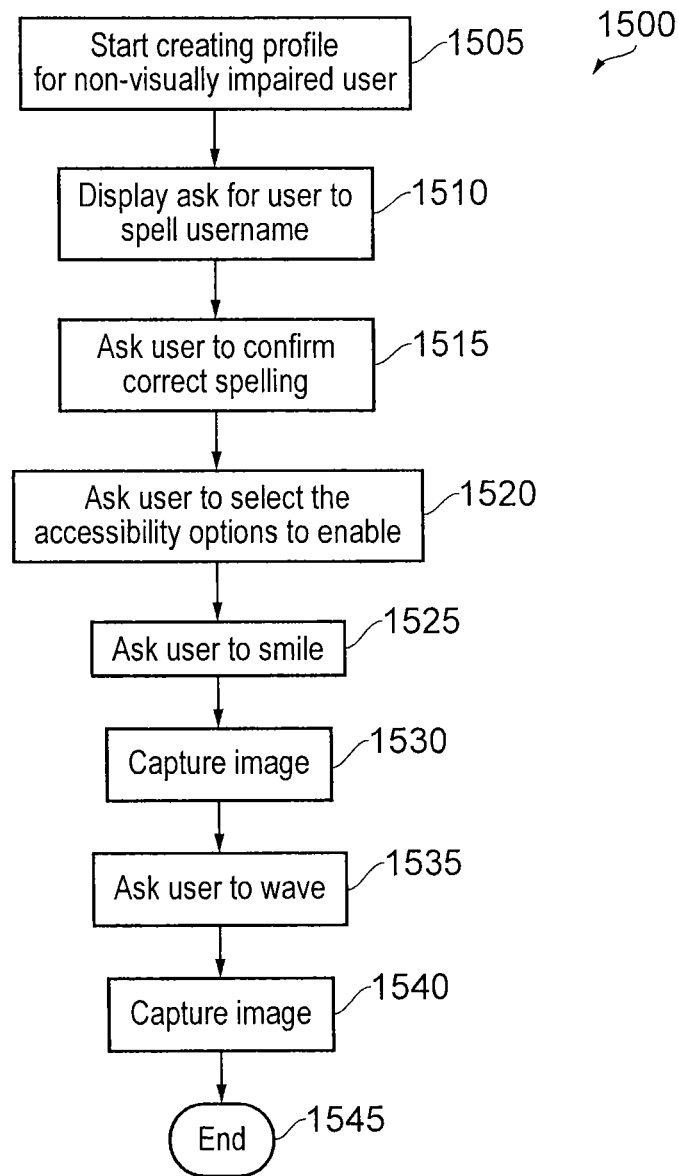 1500
Start creating profile
for non-visually impaired user
1505
Display ask for user to
spell username
1510
Ask user to confirm
correct spelling
1515
Ask user to select the
accessibility options to enable
1520
Ask user to smile
1525
Capture image
1530
Ask user to wave
1535
Capture image
1540
End
1545